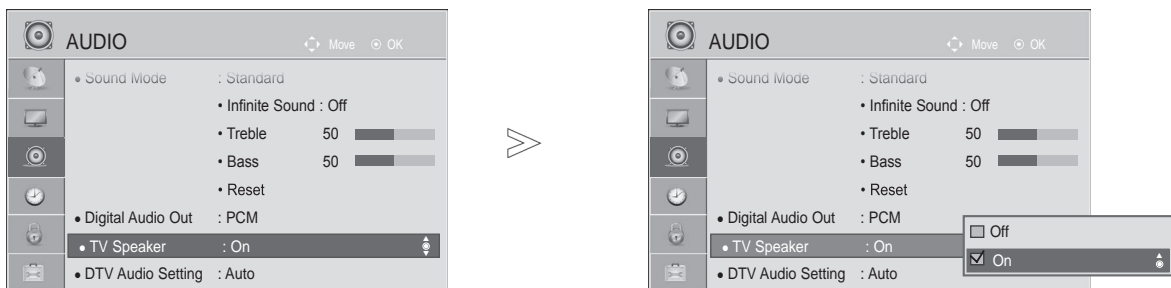 AUDIO Move OK
• Sound Mode : Standard
• Infinite Sound : Off
• Treble 50
• Bass 50
• Reset
• Digital Audio Out : PCM
• TV Speaker : On
• DTV Audio Setting : Auto
AUDIO Move OK
• Sound Mode : Standard
• Infinite Sound : Off
• Treble 50
• Bass 50
• Reset
• Digital Audio Out : PCM
• TV Speaker : On
• DTV Audio Setting : Auto
Off
On